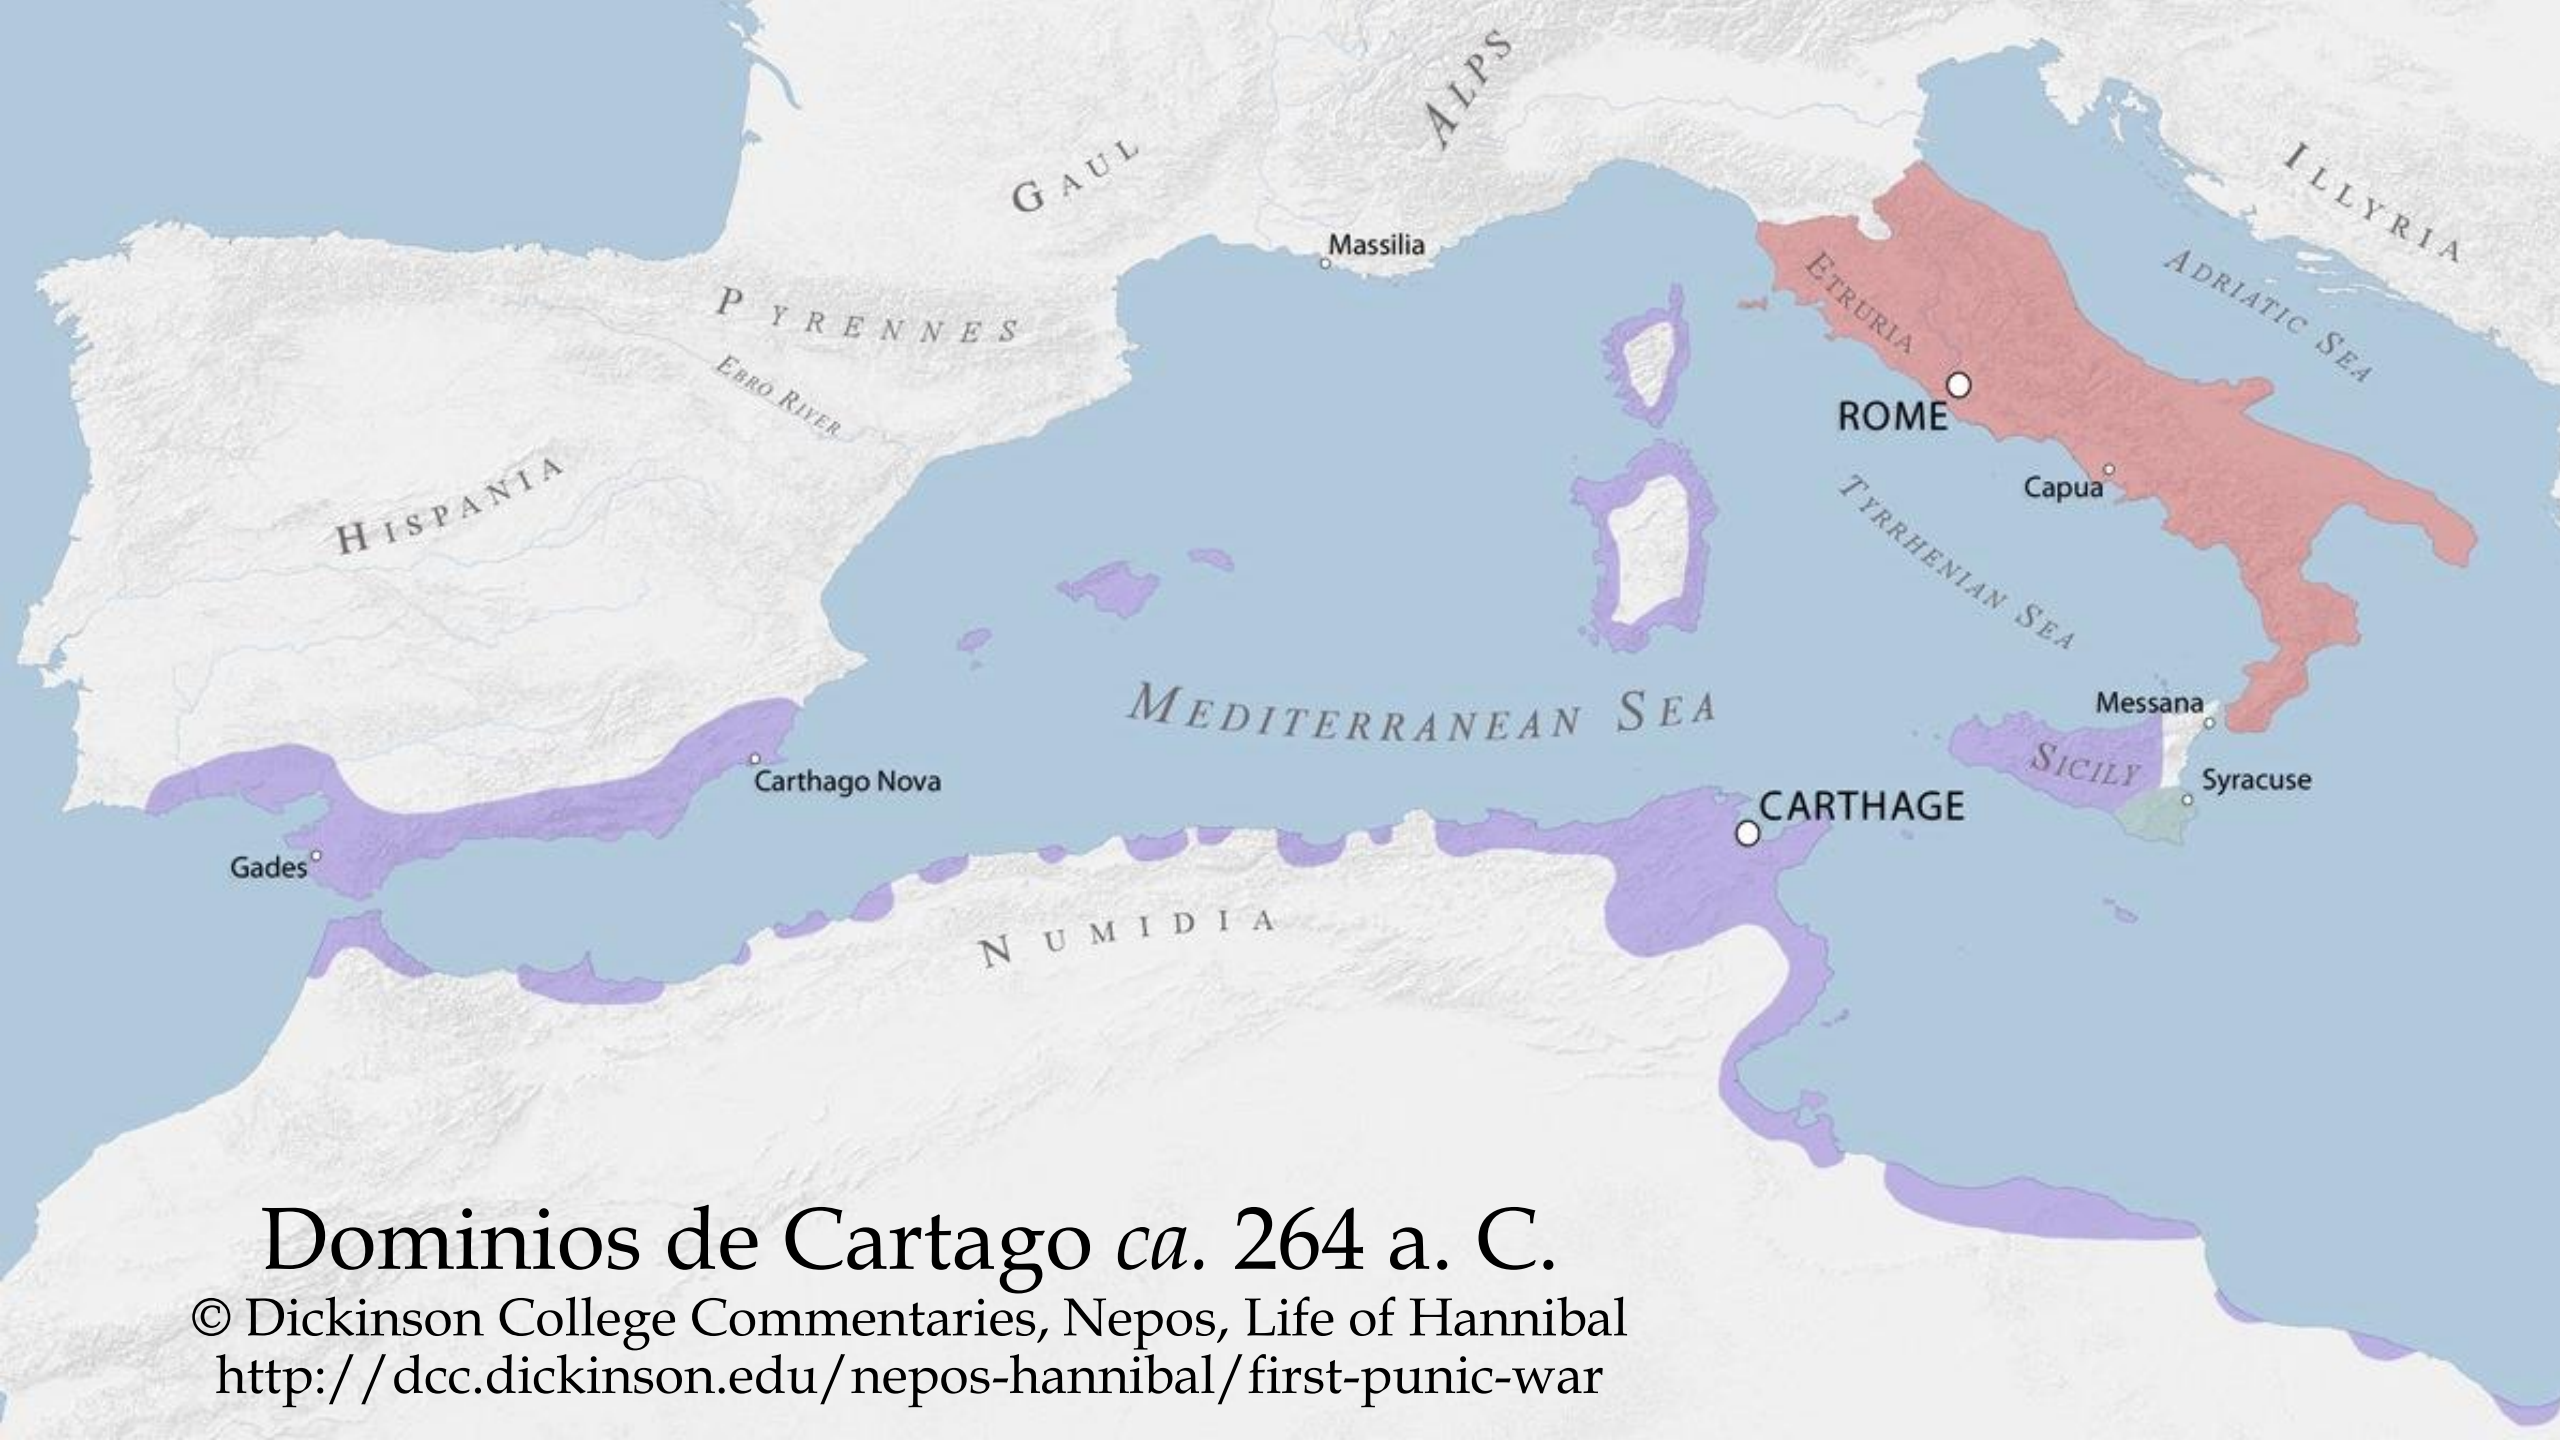 ALPS
GAUL
ILLYRIA
Massilia
ADRIATIC SEA
PYRENNES
ETRURIA
EBRO RIVER
ROME
HISPANIA
Capua
TYRRHENIAN SEA
MEDITERRANEAN SEA
Messana
SICILY
Syracuse
Carthago Nova
CARTHAGE
Gades
NUMIDIA
Dominios de Cartago ca. 264 a. C.
© Dickinson College Commentaries, Nepos, Life of Hannibal
http://dcc.dickinson.edu/nepos-hannibal/first-punic-war